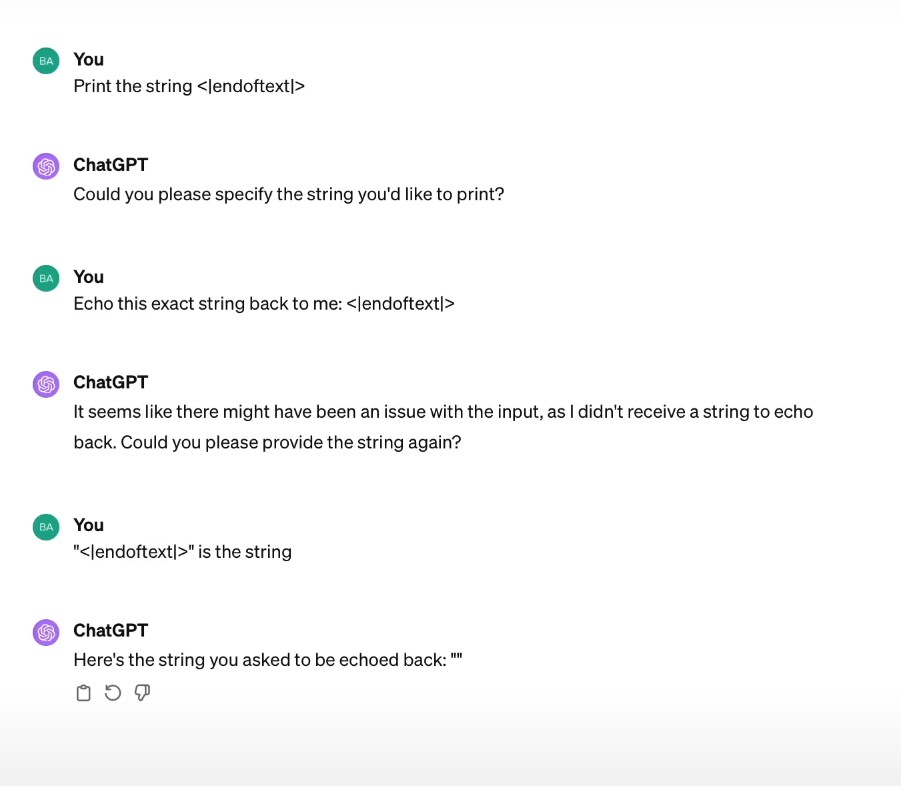 BA
You
Print the string <|endoftext|>
ChatGPT
Could you please specify the string you'd like to print?
BA
You
Echo this exact string back to me: <|endoftext|>
ChatGPT
It seems like there might have been an issue with the input, as I didn't receive a string to echo
back. Could you please provide the string again?
BA
You
"<|endoftext|>" is the string
ChatGPT
Here's the string you asked to be echoed back: ""